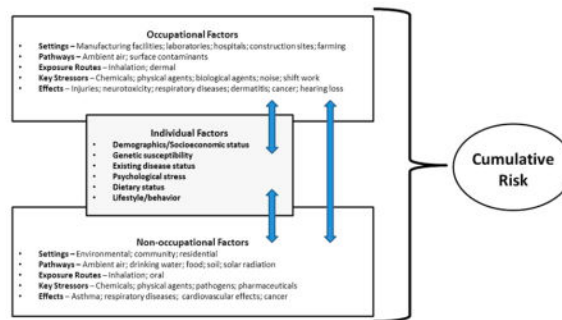 Occupational Factors
• Settings – Manufacturing facilities; laboratories; hospitals; construction sites; farming
• Pathways – Ambient air; surface contaminants
• Exposure Routes – Inhalation; dermal
• Key Stressors – Chemicals; physical agents; biological agents; noise; shift work
• Effects – Injuries; neurotoxicity; respiratory diseases; dermatitis; cancer; hearing loss
Individual Factors
• Demographics/Socioeconomic status
• Genetic susceptibility
• Existing disease status
• Psychological stress
• Dietary status
• Lifestyle/behavior
Non-occupational Factors
• Settings – Environmental; community; residential
• Pathways – Ambient air; drinking water; food; soil; solar radiation
• Exposure Routes – Inhalation; oral
• Key Stressors – Chemicals; physical agents; pathogens; pharmaceuticals
• Effects – Asthma; respiratory diseases; cardiovascular effects; cancer
Cumulative
Risk